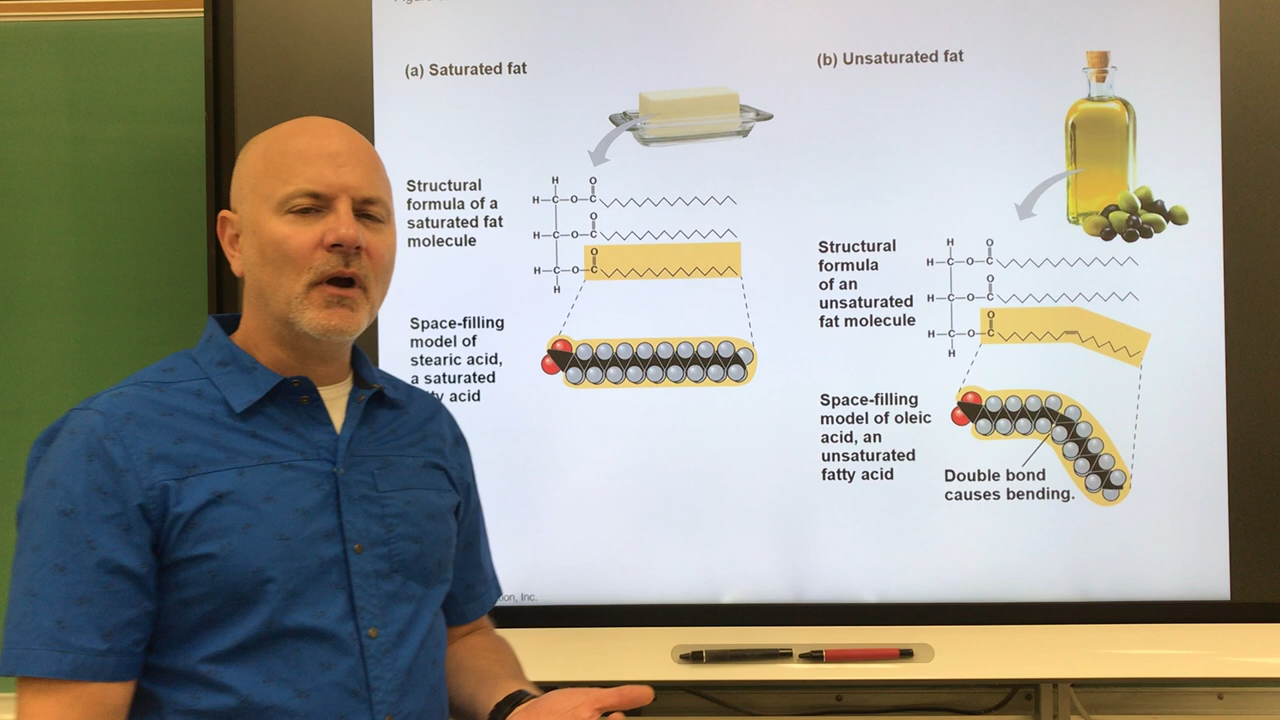 (a) Saturated fat
Structural
formula of a
saturated fat
molecule
H O
H C O C
O
H C O C
O
H C O C
H
Space-filling
model of
stearic acid,
a saturated
acid
(b) Unsaturated fat
Structural
formula
of an
unsaturated
fat molecule
H O
H C O C
O
H C O C
O
H C O C
H
Space-filling
model of oleic
acid, an
unsaturated
fatty acid
Double bond
causes bending.
Inc.